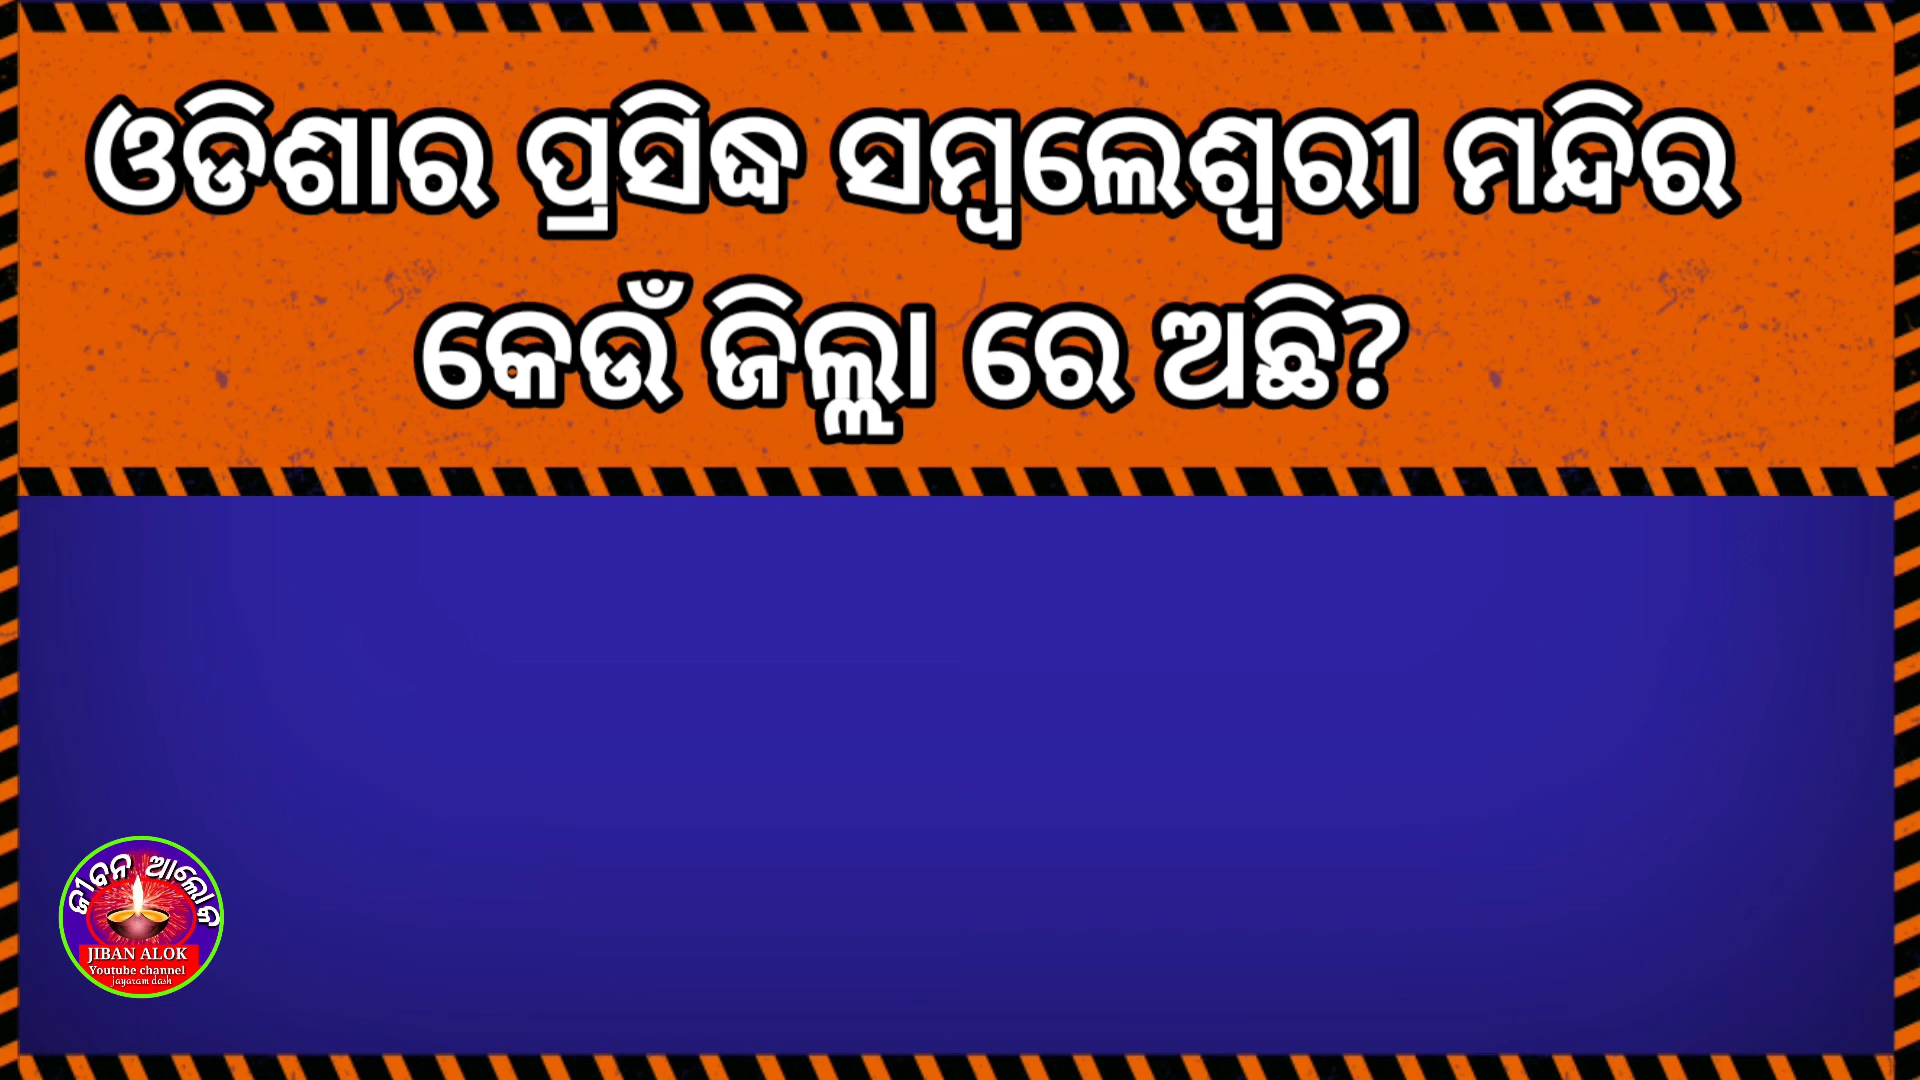 ଓଡିଶାର ପ୍ରସିଦ୍ଧ ସମ୍ବଲେଶ୍ୱରୀ ମନ୍ଦିର
କେଉଁ ଜିଲ୍ଲା ରେ ଅଛି?
ଜୀବନ ଆଲୋକ
JIBAN ALOK
Youtube channel
jayaram dash